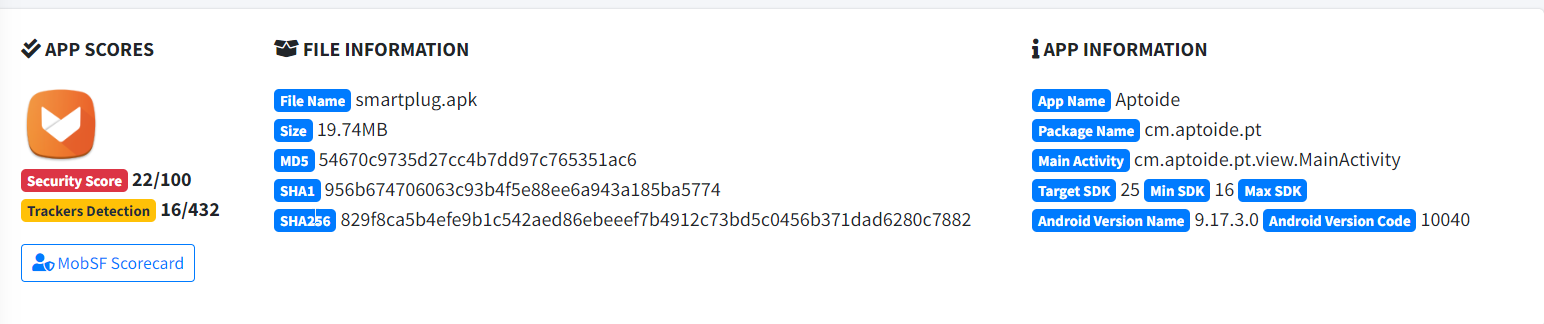 APP SCORES
Security Score 22/100
Trackers Detection 16/432
MobSF Scorecard
FILE INFORMATION
File Name smartplug.apk
Size 19.74MB
MD5 54670c9735d27cc4b7dd97c765351ac6
SHA1 956b674706063c93b4f5e88ee6a943a185ba5774
SHA256 829f8ca5b4efe9b1c542aed86ebeeef7b4912c73bd5c0456b371dad6280c7882
APP INFORMATION
App Name Aptoide
Package Name cm.aptoide.pt
Main Activity cm.aptoide.pt.view.MainActivity
Target SDK 25 Min SDK 16 Max SDK
Android Version Name 9.17.3.0 Android Version Code 10040